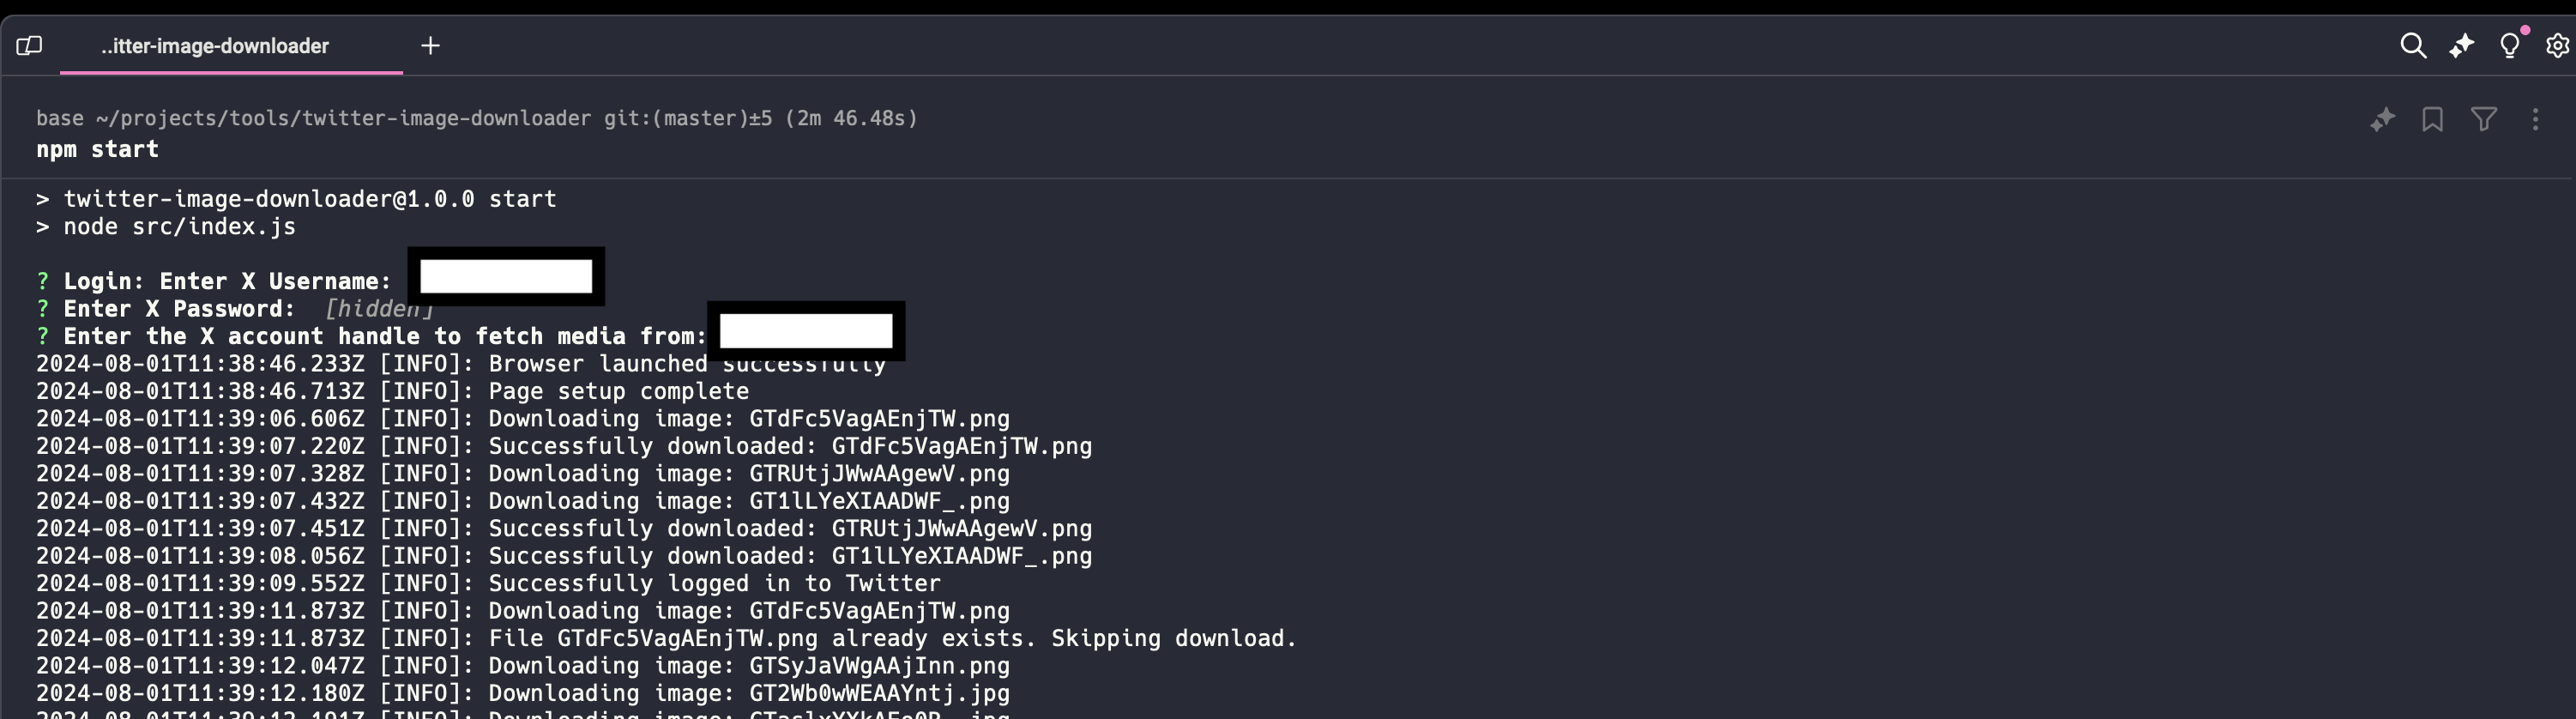 ..itter-image-downloader
base ~/projects/tools/twitter-image-downloader git:(master)±5 (2m 46.48s)
npm start
> twitter-image-downloader@1.0.0 start
> node src/index.js
? Login: Enter X Username:
? Enter X Password: [hidden]
? Enter the X account handle to fetch media from:
2024-08-01T11:38:46.233Z [INFO]: Browser launched successfully
2024-08-01T11:38:46.713Z [INFO]: Page setup complete
2024-08-01T11:39:06.606Z [INFO]: Downloading image: GTdFc5VagAEnjTW.png
2024-08-01T11:39:07.220Z [INFO]: Successfully downloaded: GTdFc5VagAEnjTW.png
2024-08-01T11:39:07.328Z [INFO]: Downloading image: GTRUtjJWwAAgewV.png
2024-08-01T11:39:07.432Z [INFO]: Downloading image: GT1lLYeXIAADWF_.png
2024-08-01T11:39:07.451Z [INFO]: Successfully downloaded: GTRUtjJWwAAgewV.png
2024-08-01T11:39:08.056Z [INFO]: Successfully downloaded: GT1lLYeXIAADWF_.png
2024-08-01T11:39:09.552Z [INFO]: Successfully logged in to Twitter
2024-08-01T11:39:11.873Z [INFO]: Downloading image: GTdFc5VagAEnjTW.png
2024-08-01T11:39:11.873Z [INFO]: File GTdFc5VagAEnjTW.png already exists. Skipping download.
2024-08-01T11:39:12.047Z [INFO]: Downloading image: GTSyJaVWgAAjInn.png
2024-08-01T11:39:12.180Z [INFO]: Downloading image: GT2Wb0wWEAAYntj.jpg
2024-08-01T11:39:12.191Z [INFO]: Downloading image: